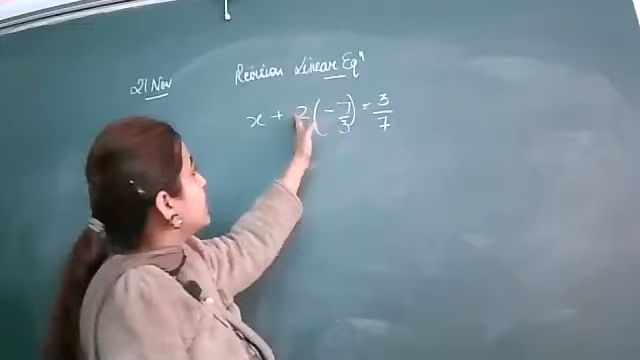 21 Nov
Revision Linear Eqⁿ
x + 2(-7/3) = 3/7